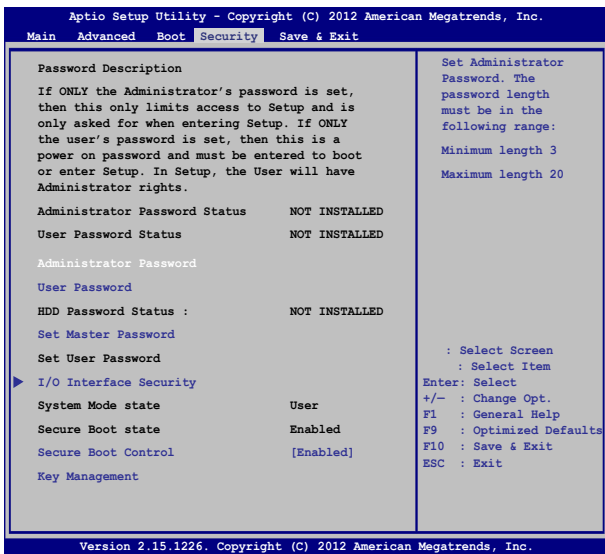 Aptio Setup Utility - Copyright (C) 2012 American Megatrends, Inc.
Main Advanced Boot Security Save & Exit
Password Description
If ONLY the Administrator's password is set,
then this only limits access to Setup and is
only asked for when entering Setup. If ONLY
the user's password is set, then this is a
power on password and must be entered to boot
or enter Setup. In Setup, the User will have
Administrator rights.
Administrator Password Status NOT INSTALLED
User Password Status NOT INSTALLED
Administrator Password
User Password
HDD Password Status : NOT INSTALLED
Set Master Password
Set User Password
I/O Interface Security
System Mode state User
Secure Boot state Enabled
Secure Boot Control [Enabled]
Key Management
Set Administrator
Password. The
password length
must be in the
following range:
Minimum length 3
Maximum length 20
: Select Screen
: Select Item
Enter: Select
+/— : Change Opt.
F1 : General Help
F9 : Optimized Defaults
F10 : Save & Exit
ESC : Exit
Version 2.15.1226. Copyright (C) 2012 American Megatrends, Inc.